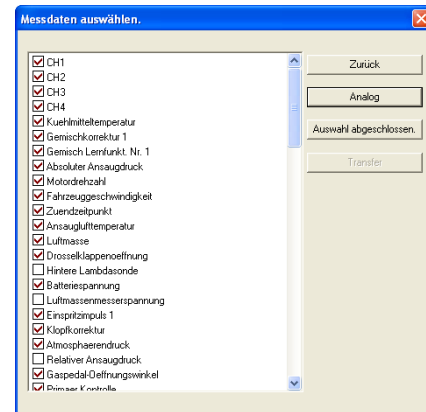 Messdaten auswählen.
CH1
CH2
CH3
CH4
Kuehlmitteltemperatur
Gemischkorrektur 1
Gemisch Lernfunkt. Nr. 1
Absoluter Ansaugdruck
Motordrehzahl
Fahrzeuggeschwindigkeit
Zuendzeitpunkt
Ansauglufttemperatur
Luftmasse
Drosselklappenoeffnung
Hintere Lambdasonde
Batteriespannung
Luftmassenmesserspannung
Einspritzimpuls 1
Klopfkorrektur
Atmosphaerendruck
Relativer Ansaugdruck
Gaspedal-Oeffnungswinkel
Primaer Kontrolle
Zurück
Analog
Auswahl abgeschlossen.
Transfer